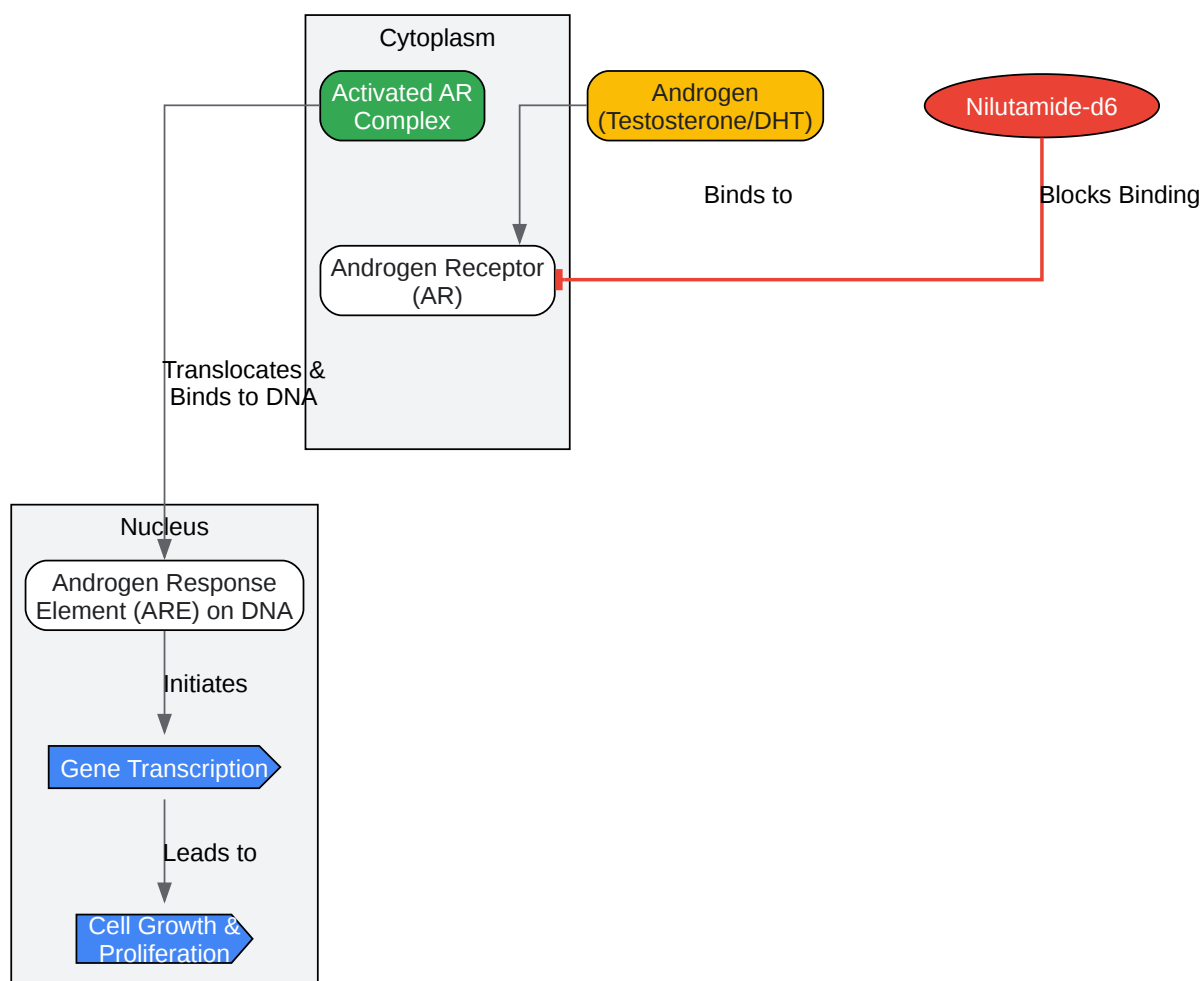 Cytoplasm
Activated AR
Complex
Androgen
(Testosterone/DHT)
Nilutamide-d6
Binds to
Blocks Binding
Androgen Receptor
(AR)
Translocates &
Binds to DNA
Nucleus
Androgen Response
Element (ARE) on DNA
Initiates
Gene Transcription
Leads to
Cell Growth &
Proliferation